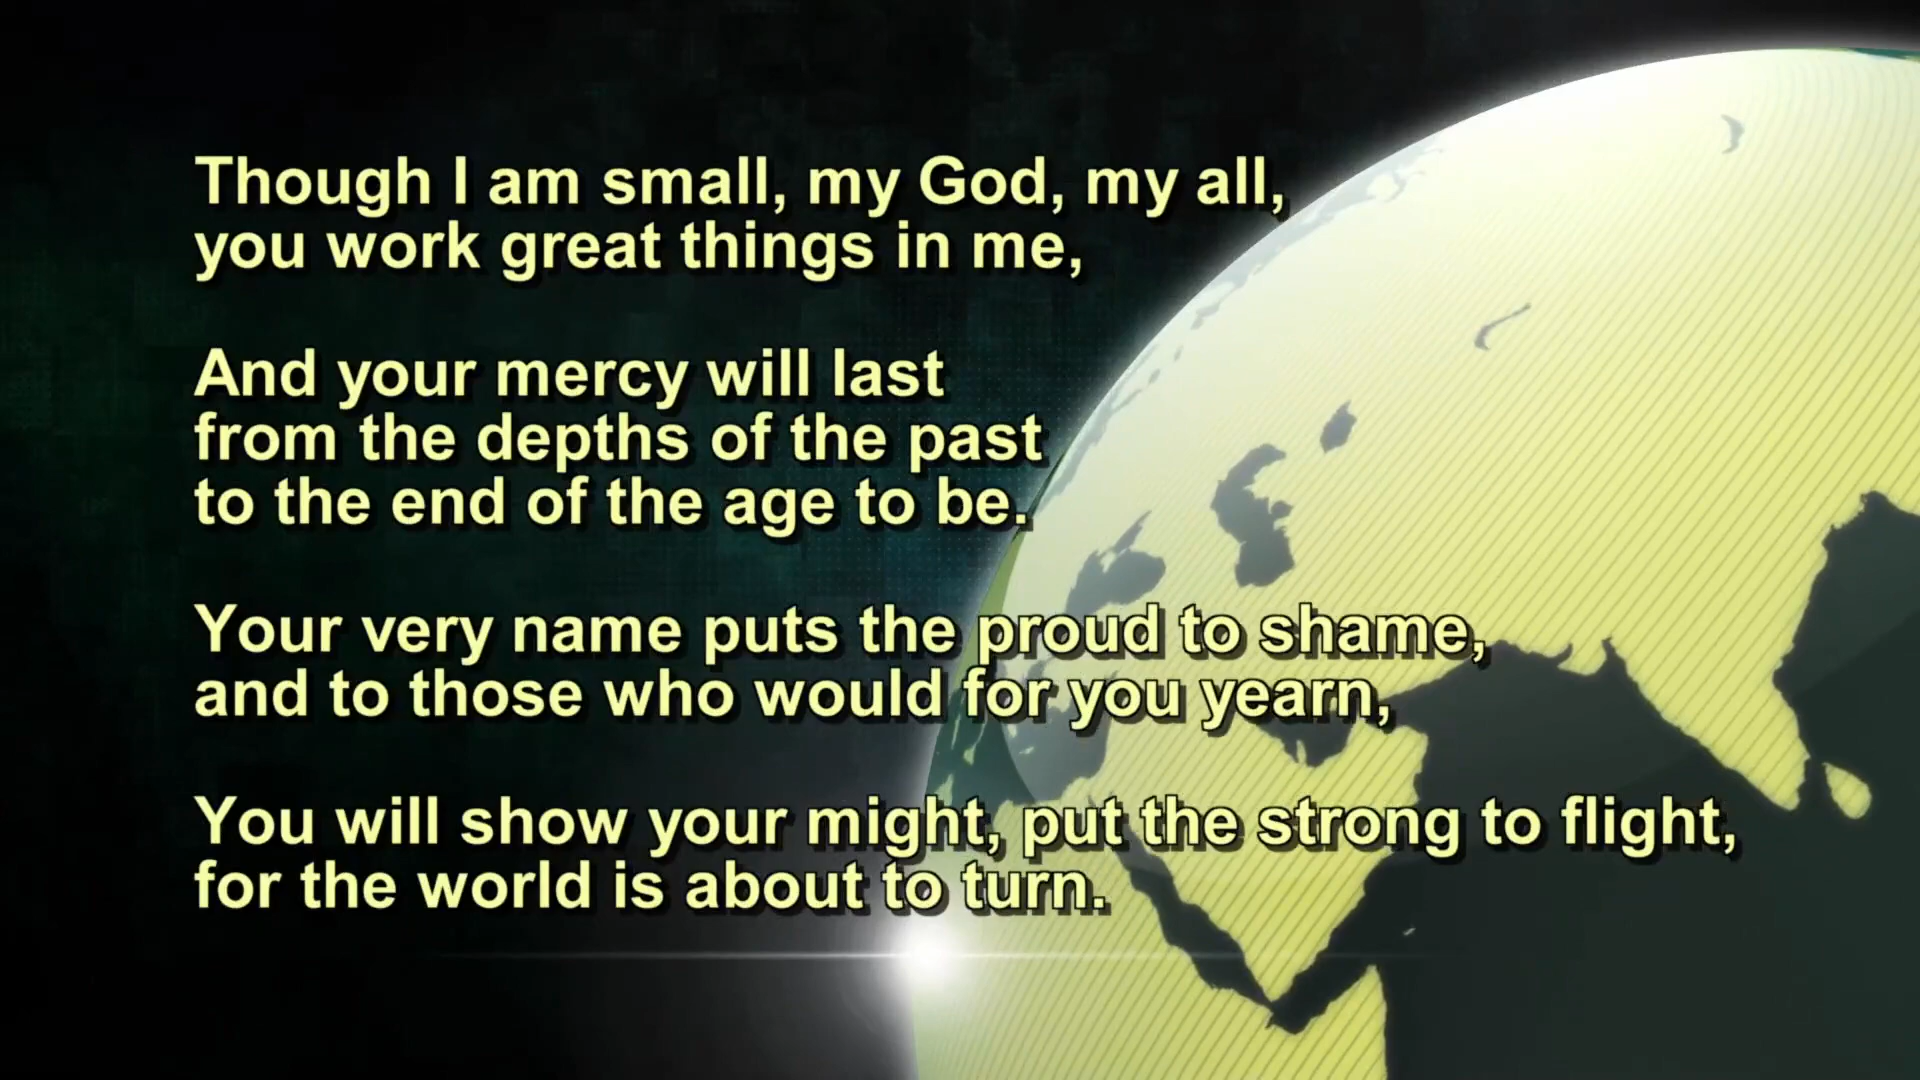 Though I am small, my God, my all,
you work great things in me,
And your mercy will last
from the depths of the past
to the end of the age to be.
Your very name puts the proud to shame,
and to those who would for you yearn,
You will show your might, put the strong to flight,
for the world is about to turn.